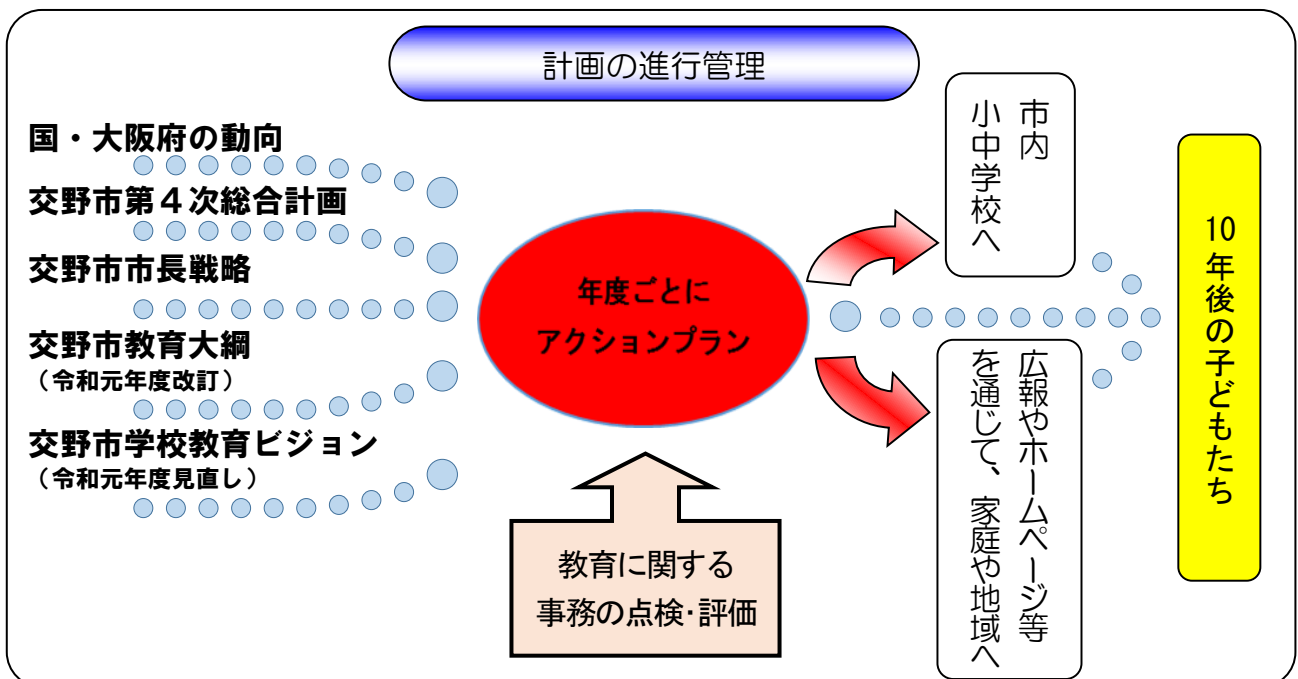 計画の進行管理
国・大阪府の動向
交野市第４次総合計画
交野市市長戦略
交野市教育大綱
（令和元年度改訂）
交野市学校教育ビジョン
（令和元年度見直し）
年度ごとに
アクションプラン
教育に関する
事務の点検･評価
市内
小中学校へ
広報やホームページ等
を通じて、家庭や地域へ
10年後の子どもたち